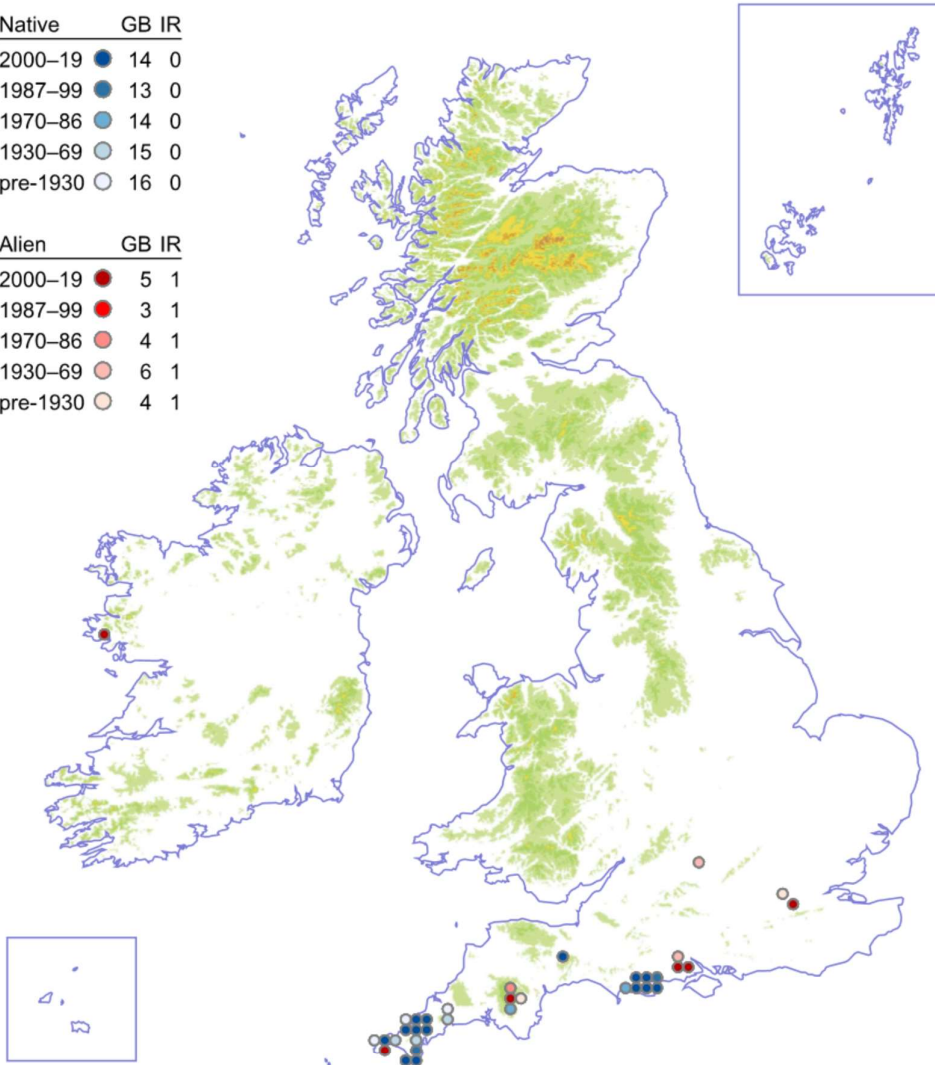 Native GB IR
2000–19 14 0
1987–99 13 0
1970–86 14 0
1930–69 15 0
pre-1930 16 0
Alien GB IR
2000–19 5 1
1987–99 3 1
1970–86 4 1
1930–69 6 1
pre-1930 4 1